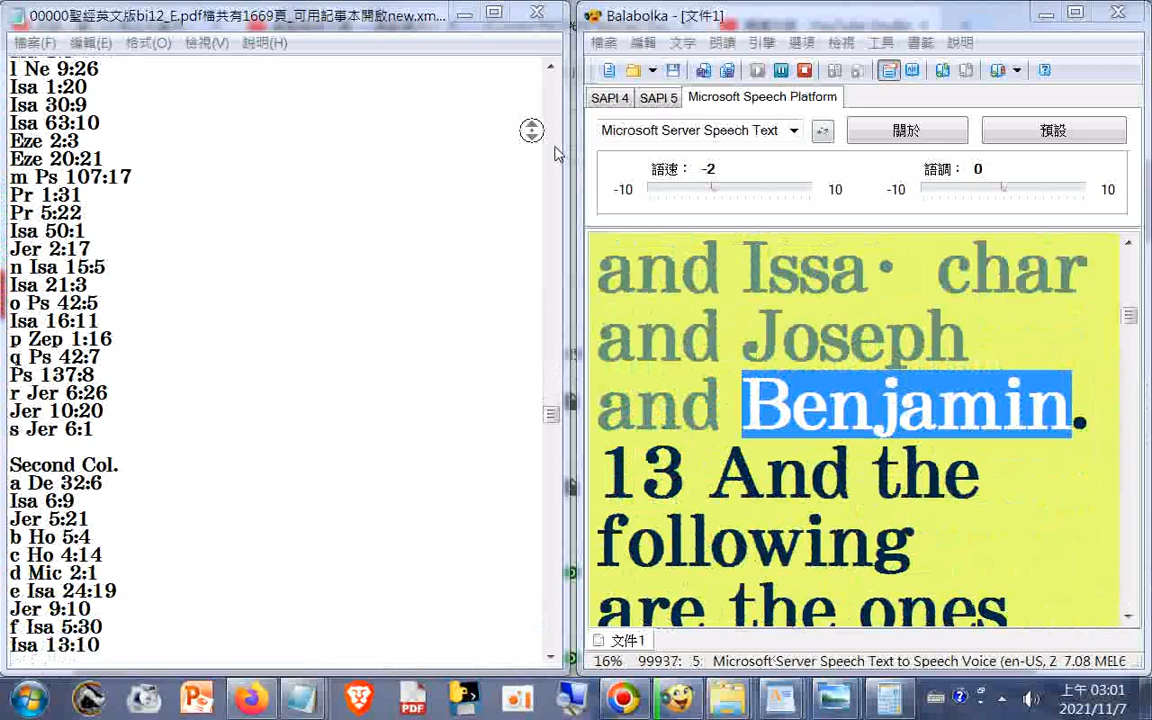 00000聖經英文版bi12_E.pdf檔共有1669頁_可用記事本開啟new.xm...
檔案(F) 編輯(E) 格式(O) 檢視(V) 說明(H)
l Ne 9:26
Isa 1:20
Isa 30:9
Isa 63:10
Eze 2:3
Eze 20:21
m Ps 107:17
Pr 1:31
Pr 5:22
Isa 50:1
Jer 2:17
n Isa 15:5
Isa 21:3
o Ps 42:5
Isa 16:11
p Zep 1:16
q Ps 42:7
Ps 137:8
r Jer 6:26
Jer 10:20
s Jer 6:1
Second Col.
a De 32:6
Isa 6:9
Jer 5:21
b Ho 5:4
c Ho 4:14
d Mic 2:1
e Isa 24:19
Jer 9:10
f Isa 5:30
Isa 13:10
Balabolka - [文件1]
檔案 編輯 文字 朗讀 引擎 選項 檢視 工具 書籤 說明
SAPI 4 SAPI 5 Microsoft Speech Platform
Microsoft Server Speech Text 關於 預設
語速： -2 語調： 0
-10 10 -10 10
and Issa· char
and Joseph
and Benjamin.
13 And the
following
are the ones
文件1
16% 99937: 5: Microsoft Server Speech Text to Speech Voice (en-US, 2 7.08 МБ1.6
上午 03:01
2021/11/7